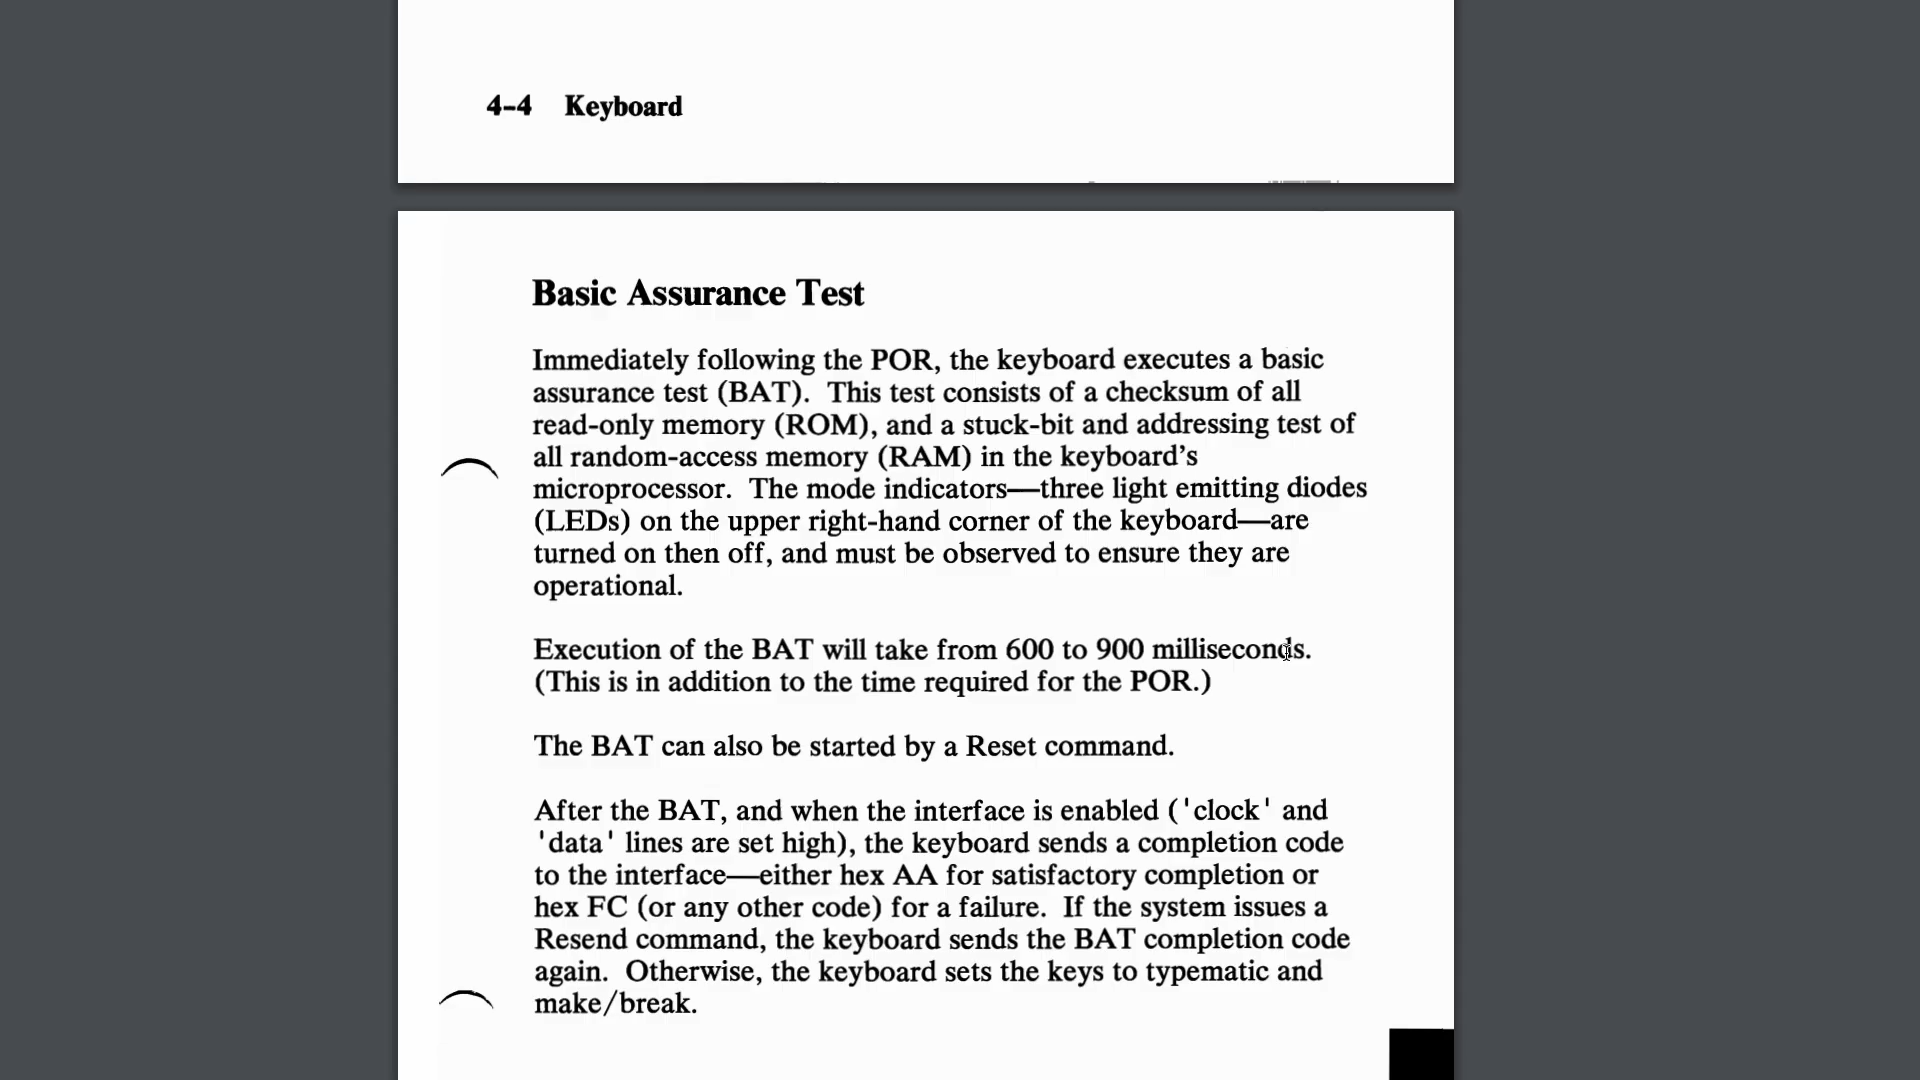 4-4 Keyboard
Basic Assurance Test
Immediately following the POR, the keyboard executes a basic
assurance test (BAT). This test consists of a checksum of all
read-only memory (ROM), and a stuck-bit and addressing test of
all random-access memory (RAM) in the keyboard's
microprocessor. The mode indicators—three light emitting diodes
(LEDs) on the upper right-hand corner of the keyboard—are
turned on then off, and must be observed to ensure they are
operational.
Execution of the BAT will take from 600 to 900 milliseconds.
(This is in addition to the time required for the POR.)
The BAT can also be started by a Reset command.
After the BAT, and when the interface is enabled ('clock' and
'data' lines are set high), the keyboard sends a completion code
to the interface—either hex AA for satisfactory completion or
hex FC (or any other code) for a failure. If the system issues a
Resend command, the keyboard sends the BAT completion code
again. Otherwise, the keyboard sets the keys to typematic and
make/break.